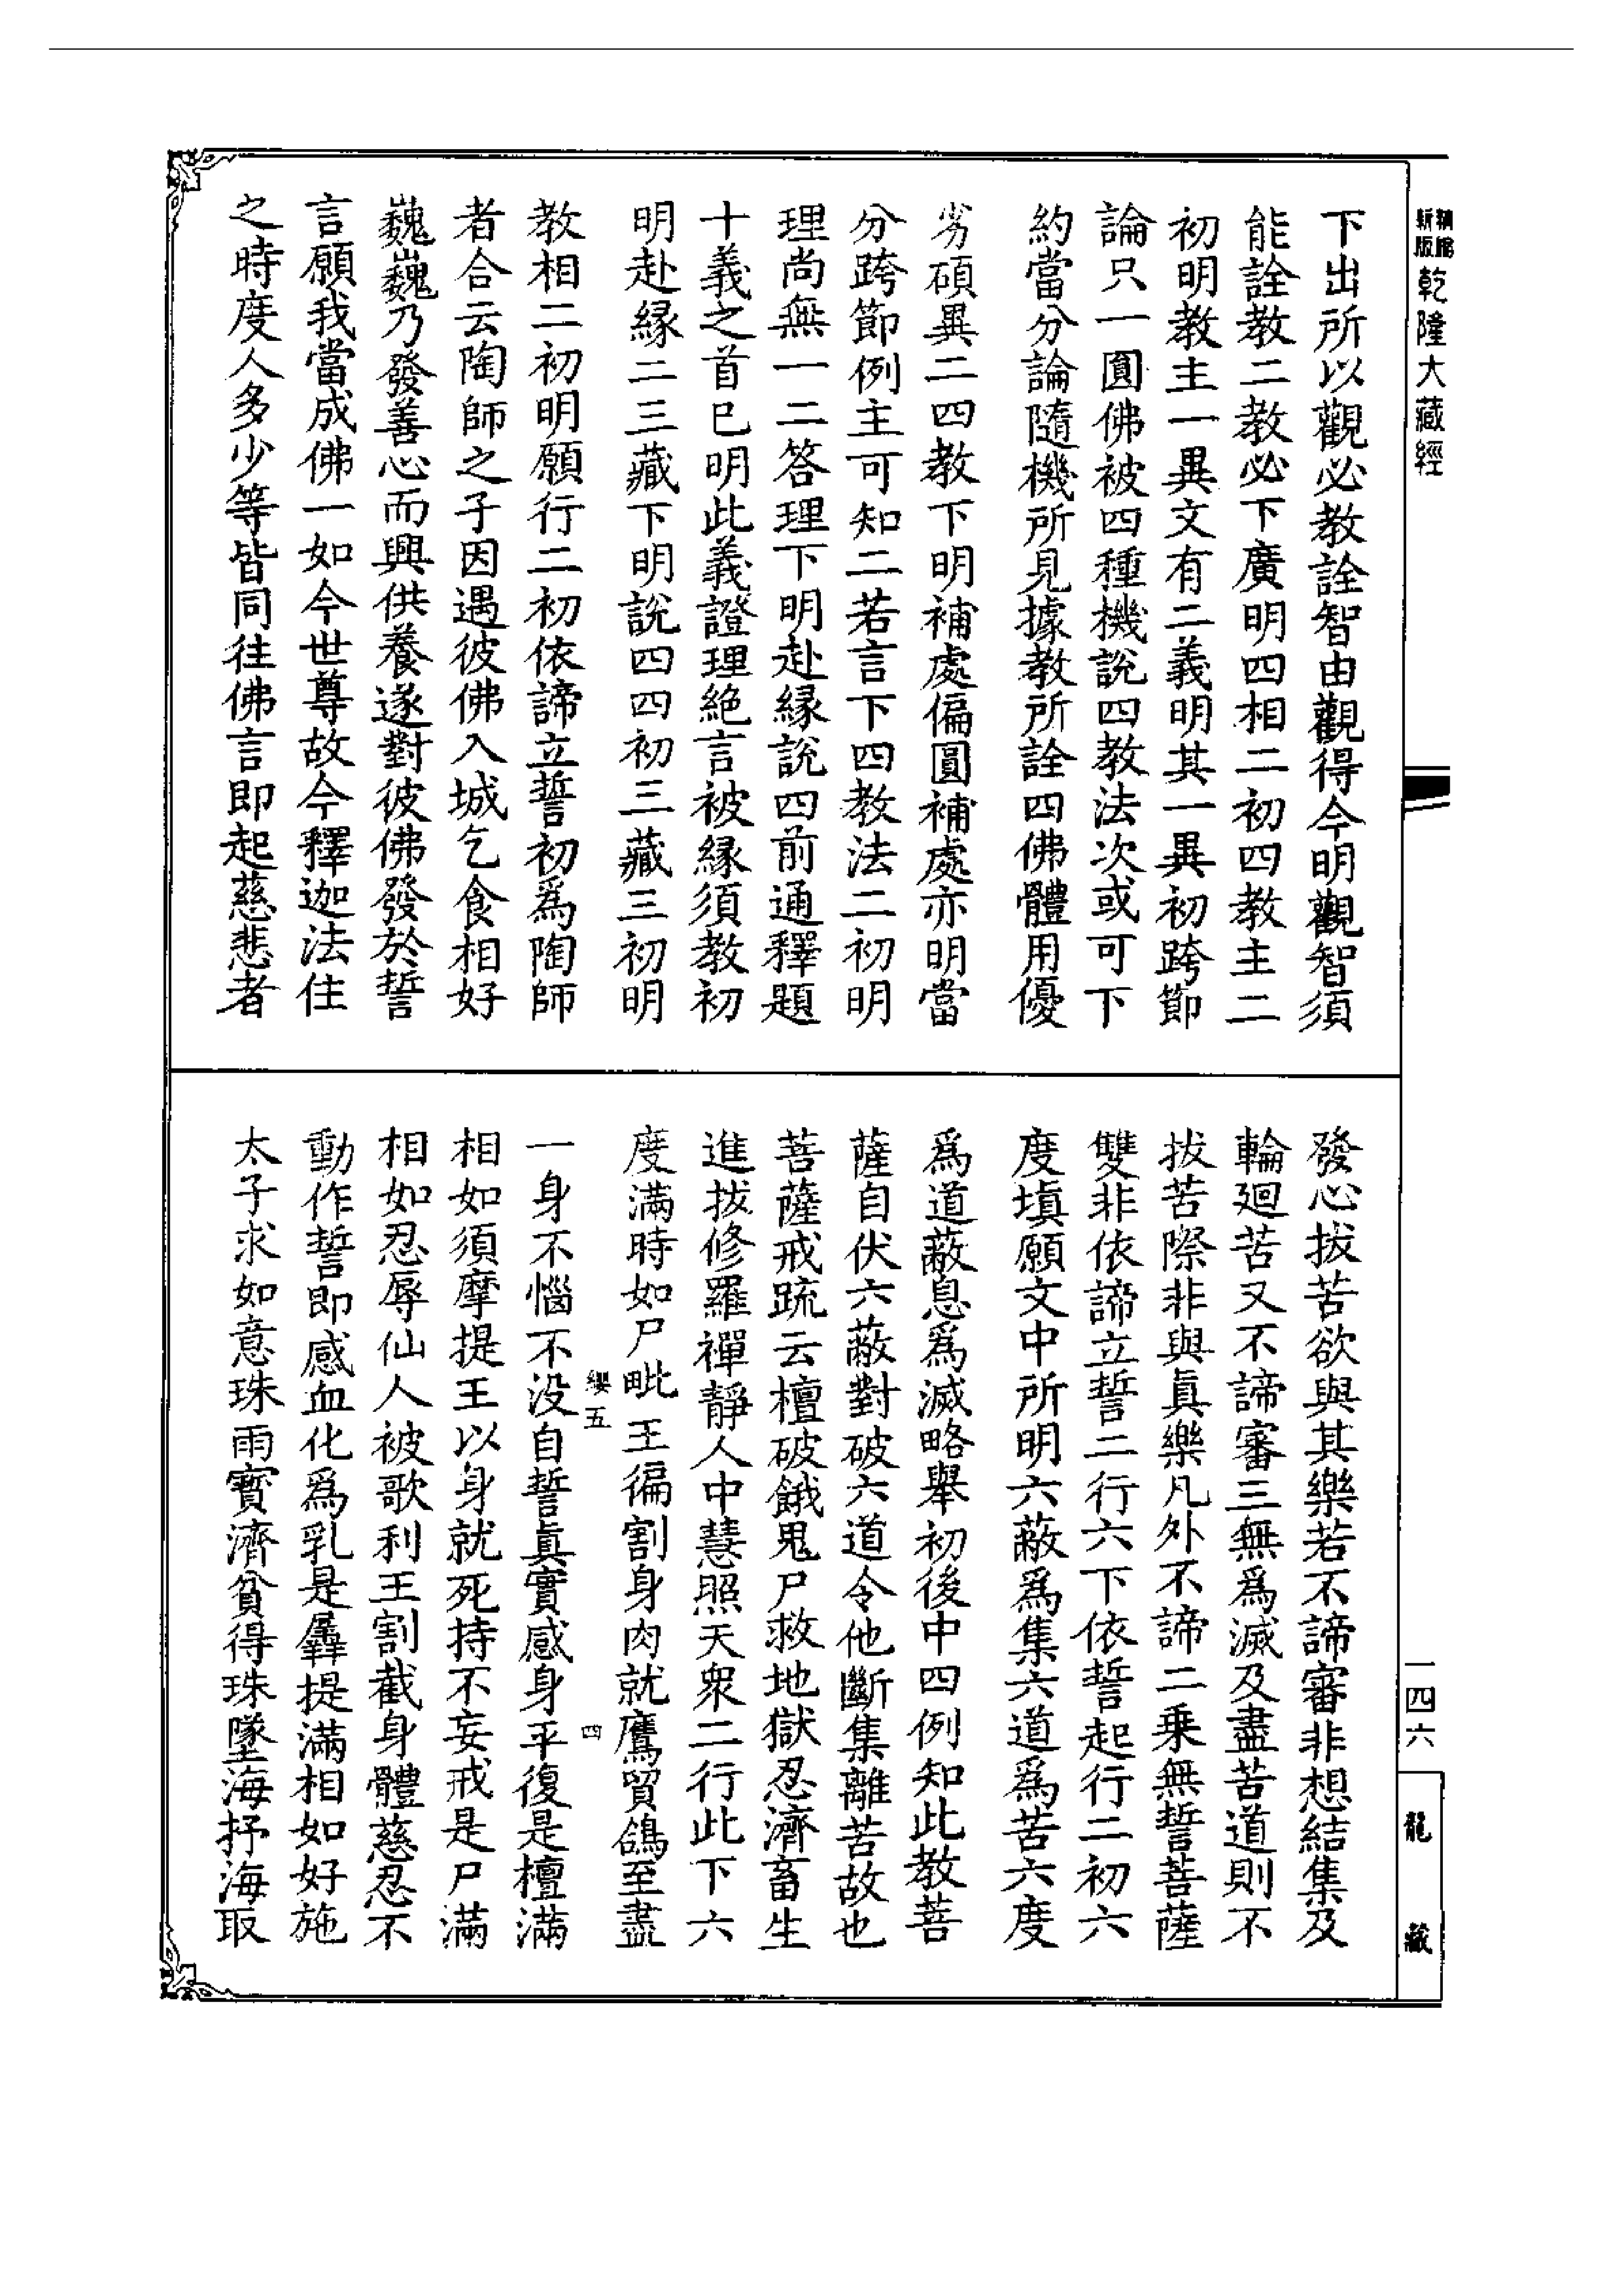 新版
乾隆大藏經
下出所以觀必教詮智由觀得今明觀智須
能詮教二教必下廣明四相二初四教主二
初明教主一異文有二義明其一異初跨節
論只一圓佛被四種機說四教法次或可下
約當分論隨機所見據教所詮四佛體用優
劣碩異二四教下明補處偏圓補處亦明當
分跨節例主可知二若言下四教法二初明
理尚無一二答理下明赴緣說四前通釋題
十義之首已明此義證理絕言被緣須教初
明赴緣二三藏下明說四四初三藏三初明
教相二初明願行二初依諦立誓初爲陶師
者合云陶師之子因遇彼佛入城乞食相好
巍巍乃發善心而興供養遂對彼佛發於誓
言願我當成佛一如今世尊故今釋迦法住
之時度人多少等皆同往佛言即起慈悲者
發心拔苦欲與其樂若不諦審非想結集及
輪廻苦又不諦審三無爲滅及盡苦道則不
拔苦際非與眞樂凡外不諦二乘無誓菩薩
雙非依諦立誓二行六下依誓起行二初六
度塡願文中所明六蔽爲集六道爲苦六度
爲道蔽息爲滅略舉初後中四例知此教菩
薩自伏六蔽對破六道令他斷集離苦故也
菩薩戒疏云檀破餓鬼尸救地獄忍濟畜生
進拔修羅禪靜人中慧照天衆二行此下六
度滿時如尸毗王徧割身肉就鷹貿鴿至盡
纓五
四
一身不惱不没自誓眞實感身平復是檀滿
相如須摩提王以身就死持不妄戒是尸滿
相如忍辱仙人被歌利王割截身體慈忍不
動作誓即感血化爲乳是羼提滿相如好施
太子求如意珠雨寶濟貧得珠墜海抒海取
一四六
龍藏